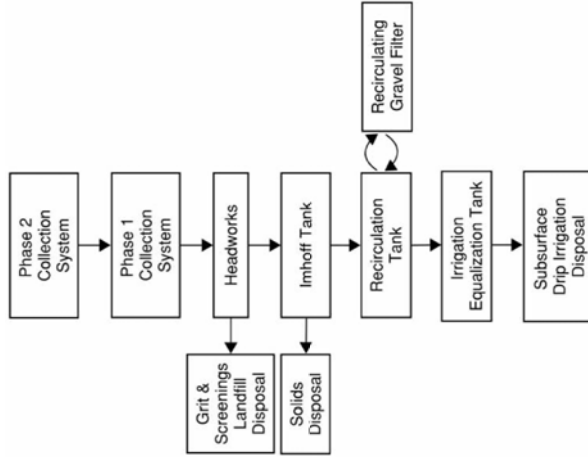 Phase 2
Collection
System
Phase 1
Collection
System
Headworks
Grit &
Screenings
Landfill
Disposal
Imhoff Tank
Solids
Disposal
Recirculation
Tank
Recirculating
Gravel Filter
Irrigation
Equalization Tank
Subsurface
Drip Irrigation
Disposal